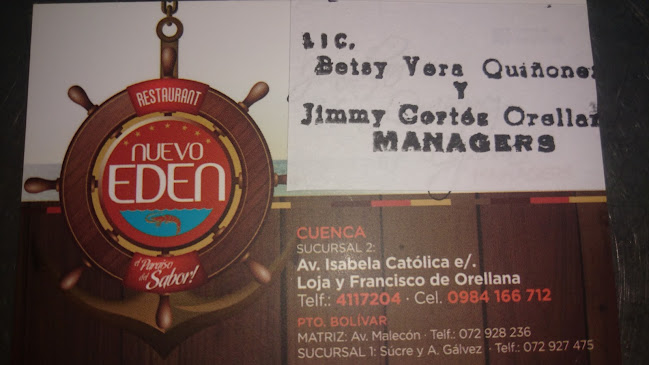 RESTAURANT
NUEVO
EDEN
el Paraiso
del
Sabor!
LIC.
Betsy Vera Quiñone
Y
Jimmy Cortés Orellan
MANAGERS
CUENCA
SUCURSAL 2:
Av. Isabela Católica e/.
Loja y Francisco de Orellana
Telf.: 4117204 · Cel. 0984 166 712
PTO. BOLÍVAR
MATRIZ: Av. Malecón · Telf.: 072 928 236
SUCURSAL 1: Súcre y A. Gálvez · Telf.: 072 927 475